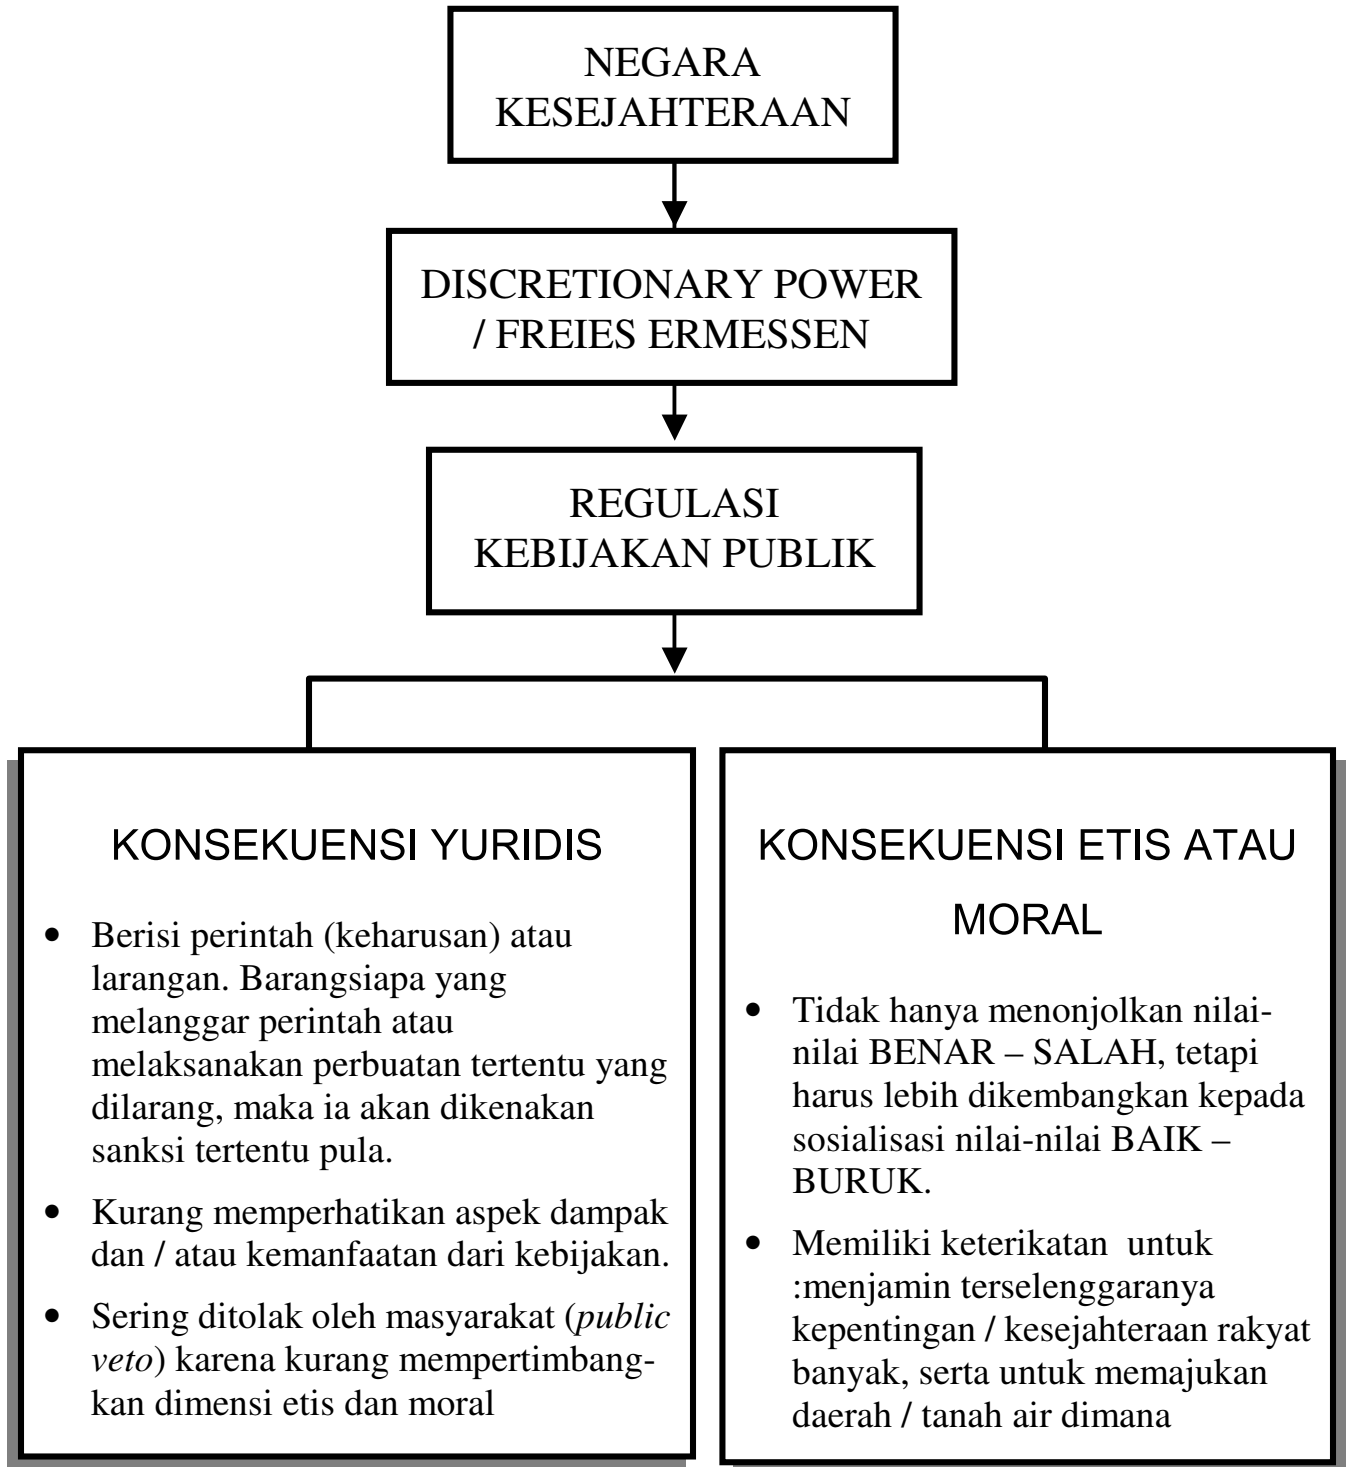 NEGARA
KESEJAHTERAAN
DISCRETIONARY POWER
/ FREIES ERMESSEN
REGULASI
KEBIJAKAN PUBLIK
KONSEKUENSI YURIDIS
• Berisi perintah (keharusan) atau
larangan. Barangsiapa yang
melanggar perintah atau
melaksanakan perbuatan tertentu yang
dilarang, maka ia akan dikenakan
sanksi tertentu pula.
• Kurang memperhatikan aspek dampak
dan / atau kemanfaatan dari kebijakan.
• Sering ditolak oleh masyarakat (public
veto) karena kurang mempertimbang-
kan dimensi etis dan moral
KONSEKUENSI ETIS ATAU
MORAL
• Tidak hanya menonjolkan nilai-
nilai BENAR – SALAH, tetapi
harus lebih dikembangkan kepada
sosialisasi nilai-nilai BAIK –
BURUK.
• Memiliki keterikatan  untuk
:menjamin terselenggaranya
kepentingan / kesejahteraan rakyat
banyak, serta untuk memajukan
daerah / tanah air dimana